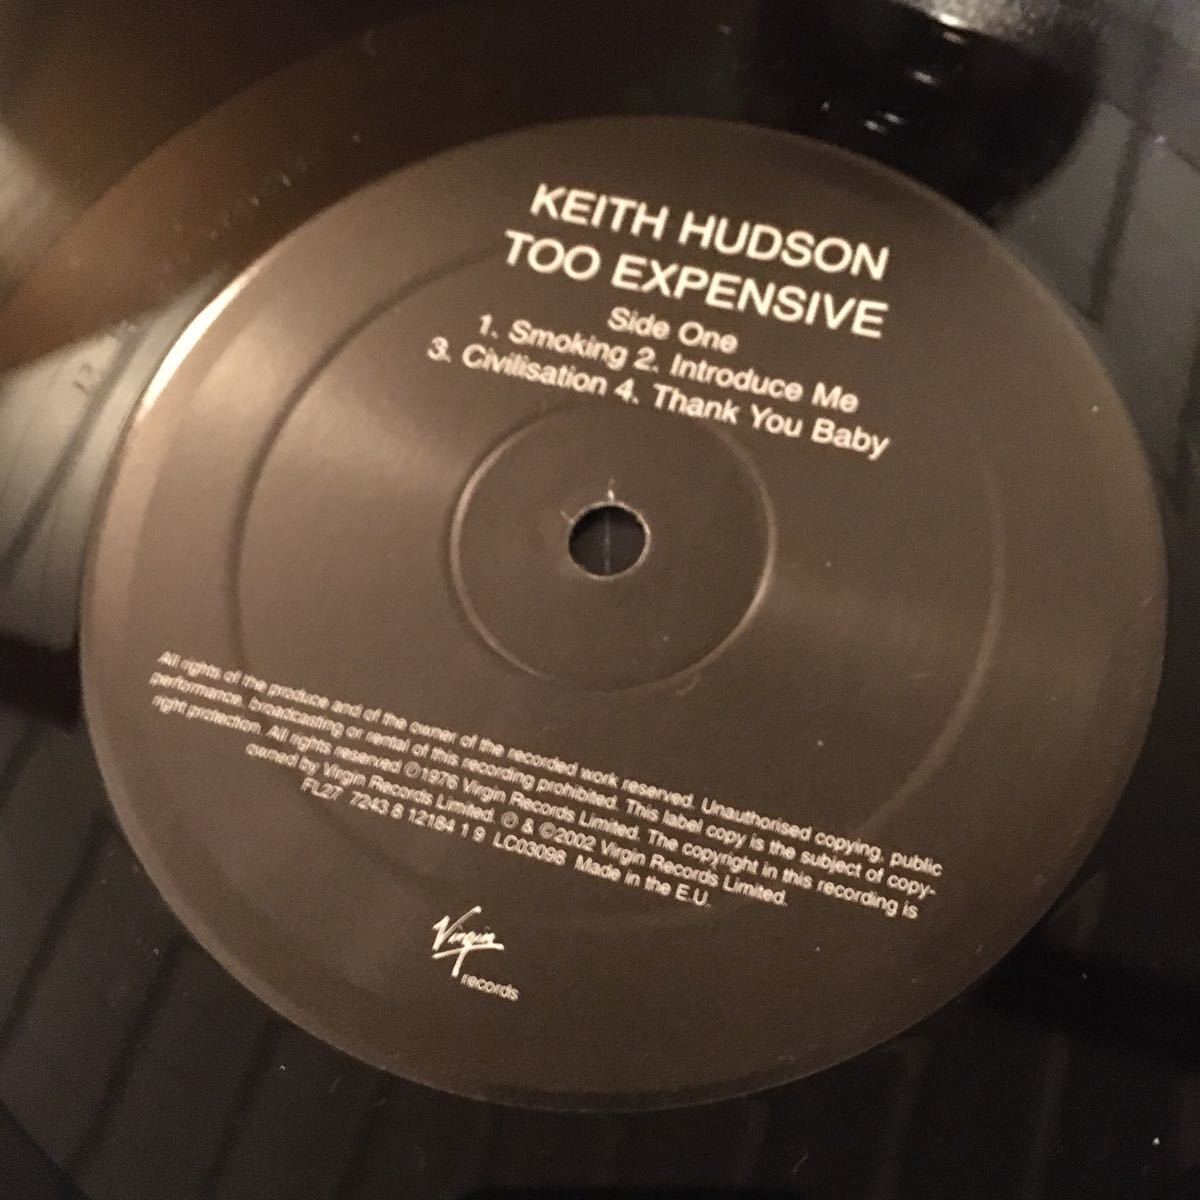 KEITH HUDSON
TOO EXPENSIVE
Side One
1. Smoking 2. Introduce Me
3. Civilisation 4. Thank You Baby
All rights of the produce and of the owner of the recorded work reserved. Unauthorised copying, public
performance, broadcasting or rental of this recording prohibited. This label copy is the subject of copy-
right protection. All rights reserved ℗1976 Virgin Records Limited. The copyright in this recording is
owned by Virgin Records Limited. ℗ & ©2002 Virgin Records Limited.
FL27 7243 8 12184 1 9 LC03098 Made in the E.U.
Virgin
records